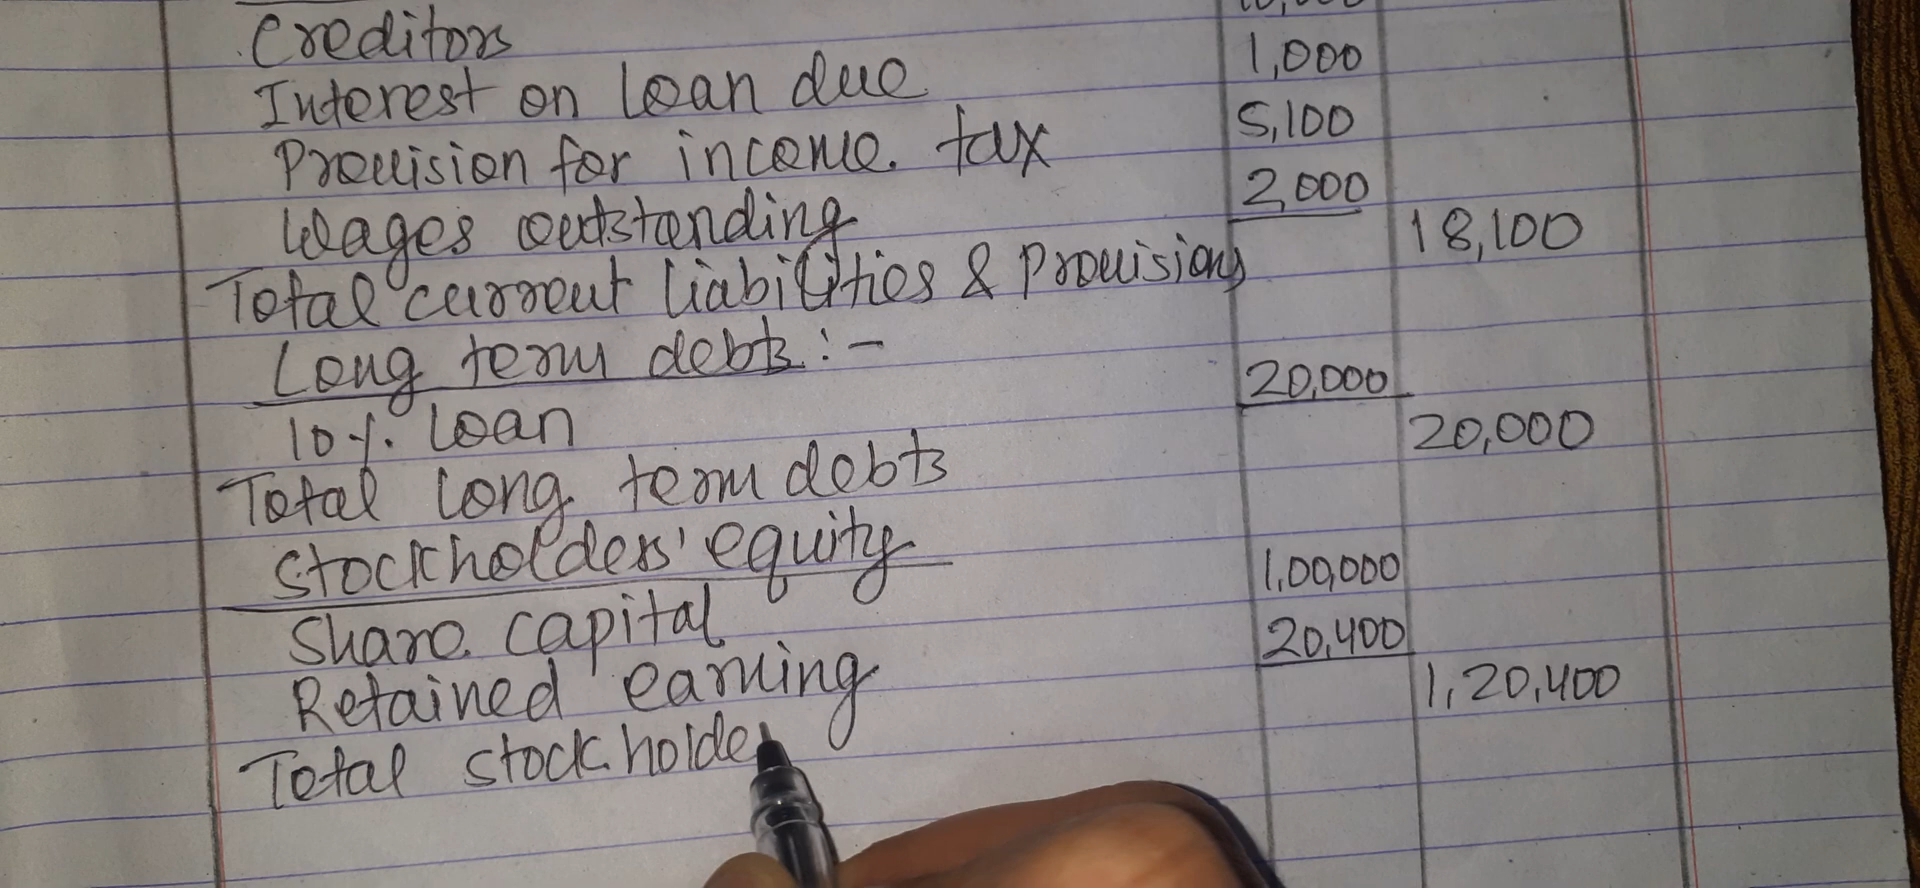 Creditors
Interest on loan due 1,000
Provision for income tax 5,100
Wages outstanding 2,000
Total current liabilities & Provisions 18,100
Long term debts :-
10%. Loan 20,000
Total long term debts 20,000
Stockholders' equity
Share capital 1,00,000
Retained earning 20,400
Total stockholde 1,20,400